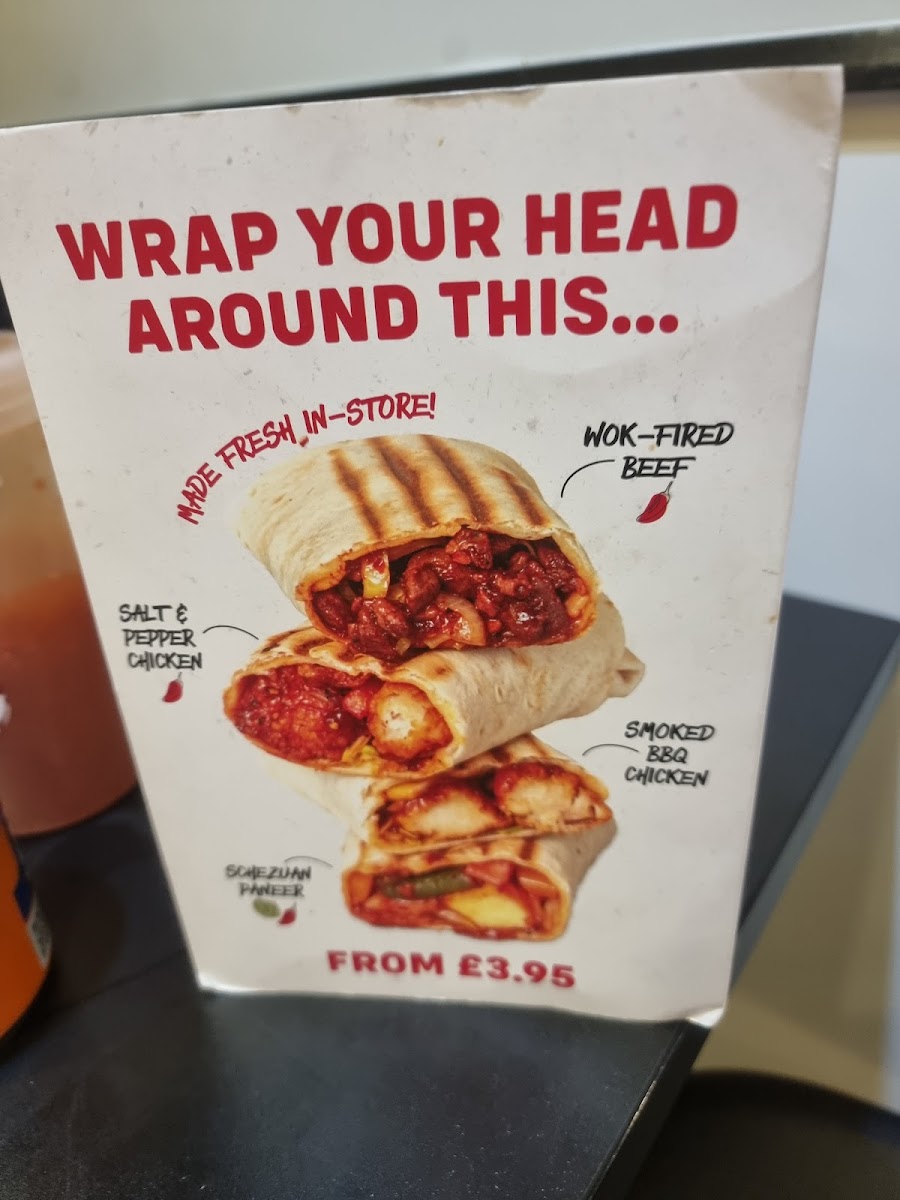 WRAP YOUR HEAD
AROUND THIS...
MADE FRESH IN-STORE!
WOK-FIRED
BEEF
SALT &
PEPPER
CHICKEN
SMOKED
BBQ
CHICKEN
SCHEZUAN
PANEER
FROM £3.95